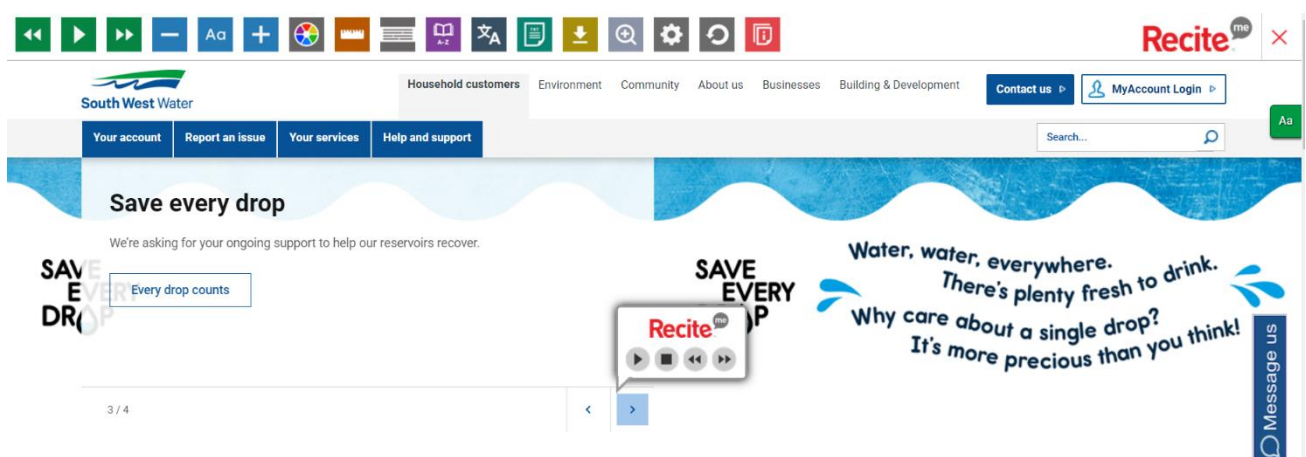 Aa
A-Z
Recite me
South West Water
Household customers Environment Community About us Businesses Building & Development
Contact us
MyAccount Login
Aa
Your account Report an issue Your services Help and support
Search...
Save every drop
We're asking for your ongoing support to help our reservoirs recover.
Every drop counts
SAVE
EVERY
DROP
SAVE
EVERY
P
Recite me
Water, water, everywhere.
There's plenty fresh to drink.
Why care about a single drop?
It's more precious than you think!
Message us
3 / 4